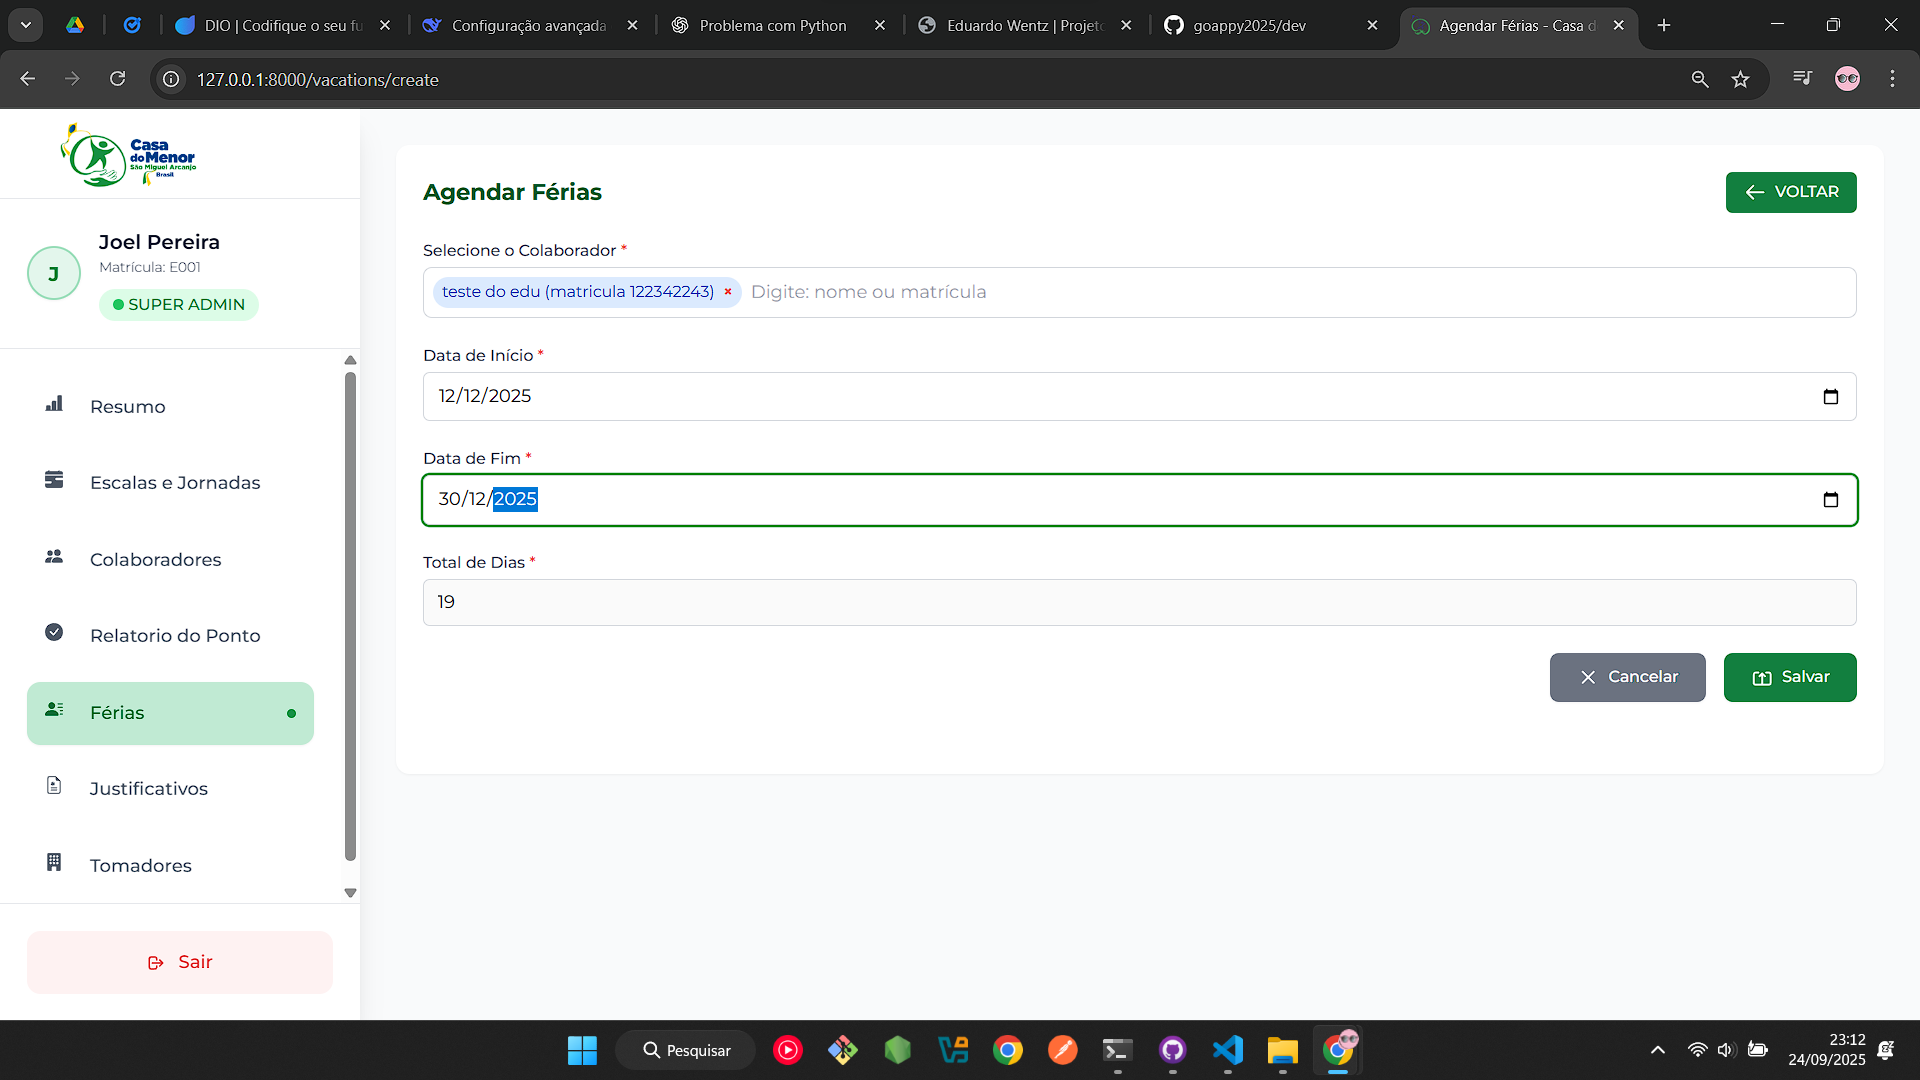 DIO | Codifique o seu fu
Configuração avançada
Problema com Python
Eduardo Wentz | Projeto
goappy2025/dev
Agendar Férias - Casa d
127.0.0.1:8000/vacations/create
Casa
do Menor
São Miguel Arcanjo
Brasil
J
Joel Pereira
Matrícula: E001
SUPER ADMIN
Resumo
Escalas e Jornadas
Colaboradores
Relatorio do Ponto
Férias
Justificativos
Tomadores
Sair
Agendar Férias
VOLTAR
Selecione o Colaborador *
teste do edu (matricula 122342243) × Digite: nome ou matrícula
Data de Início *
12/12/2025
Data de Fim *
30/12/2025
Total de Dias *
19
Cancelar
Salvar
Pesquisar
23:12
24/09/2025